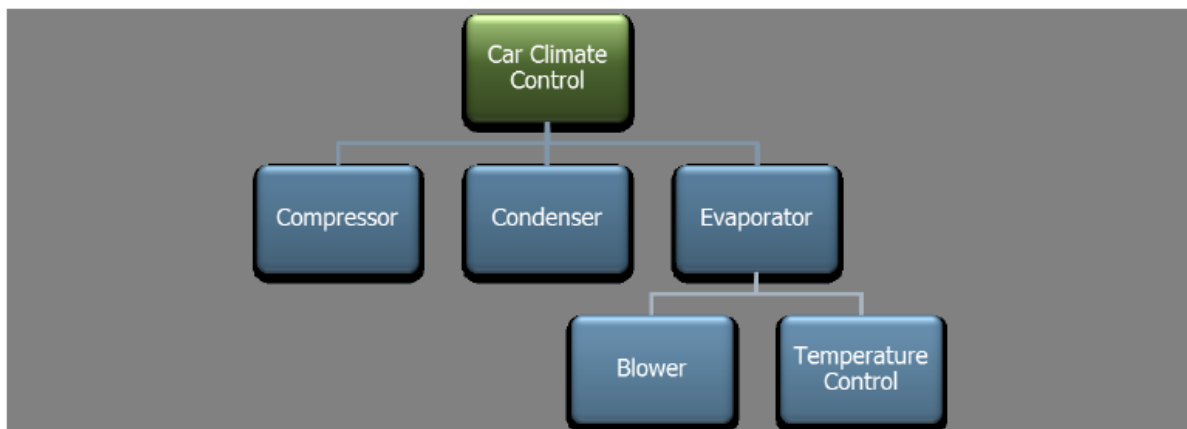 Car Climate
Control
Compressor
Condenser
Evaporator
Blower
Temperature
Control